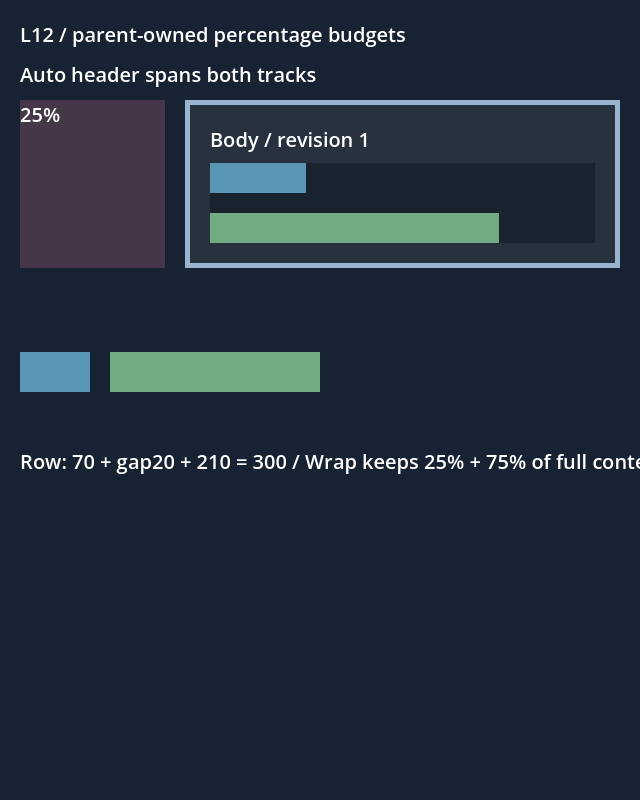 L12 / parent-owned percentage budgets
Auto header spans both tracks
25%
Body / revision 1
Row: 70 + gap20 + 210 = 300 / Wrap keeps 25% + 75% of full conte